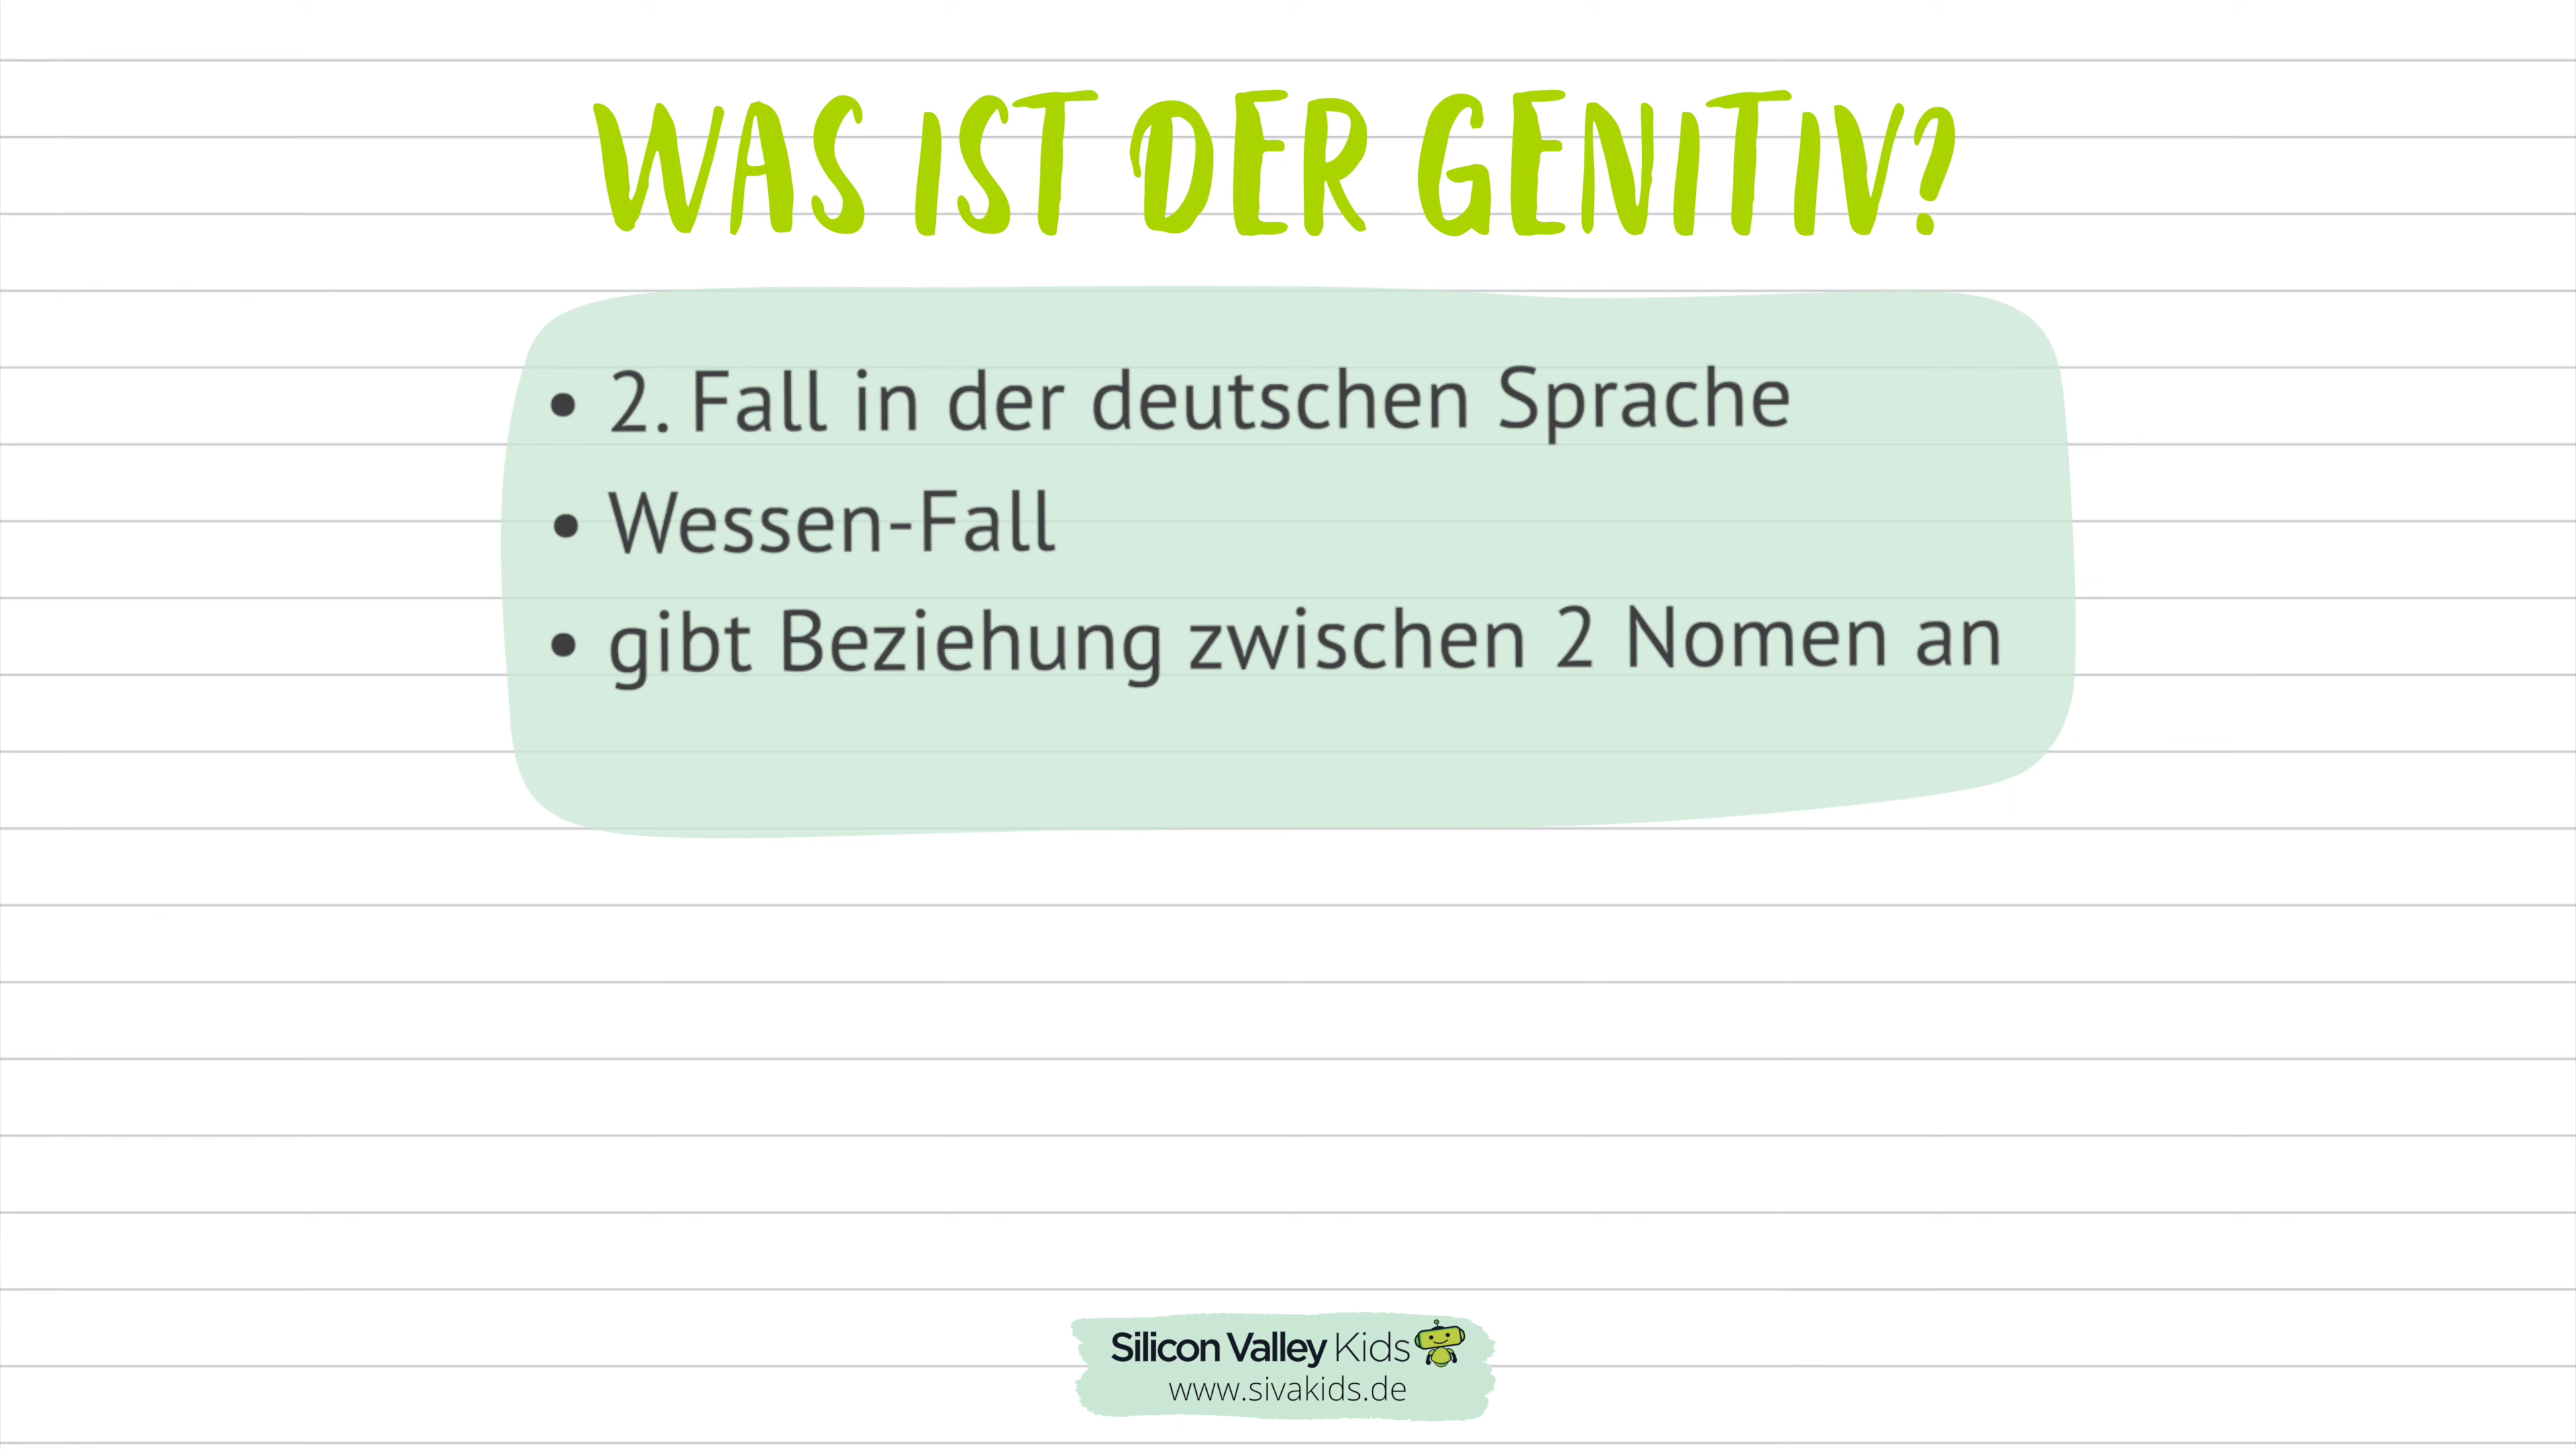 WAS IST DER GENITIV?
• 2. Fall in der deutschen Sprache
• Wessen-Fall
• gibt Beziehung zwischen 2 Nomen an
Silicon Valley Kids
www.sivakids.de